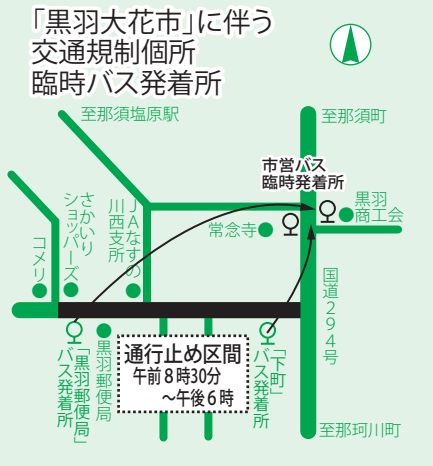 「黒羽大花市」に伴う
交通規制個所
臨時バス発着所
至那須塩原駅
至那須町
市営バス
臨時発着所
黒羽
商工会
常念寺
JAなすの
川西支所
さかいり
ショッパーズ
コメリ
国道294号
通行止め区間
午前8時30分
～午後6時
「黒羽郵便局」
バス発着所
黒羽郵便局
「下町」
バス発着所
至那珂川町